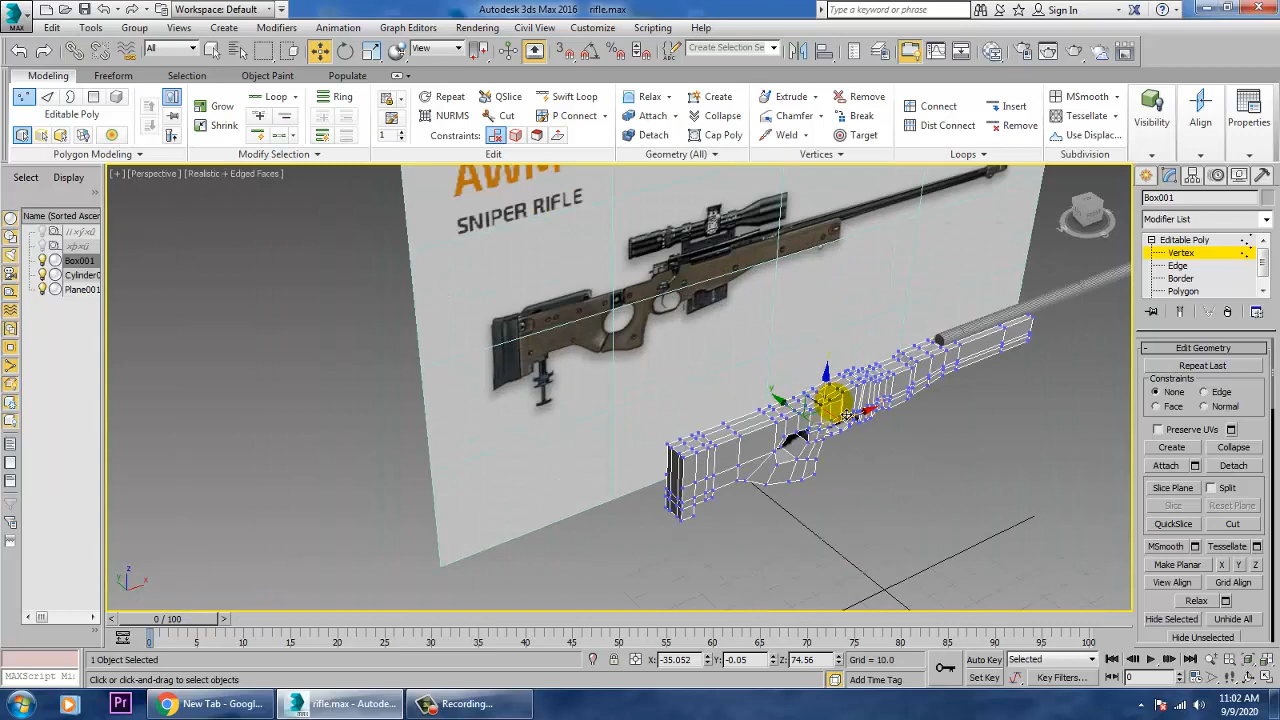 Workspace: Default
Autodesk 3ds Max 2016 rifle.max
Type a keyword or phrase
Sign In
MAX
Edit Tools Group Views Create Modifiers Animation Graph Editors Rendering Civil View Customize Scripting Help
All View Create Selection Se
Modeling Freeform Selection Object Paint Populate
Editable Poly
Grow
Shrink
Loop Ring
Repeat QSlice Swift Loop
NURMS Cut P Connect
Constraints:
1
Relax Create
Attach Collapse
Detach Cap Poly
Extrude Remove
Chamfer Break
Weld Target
Connect Insert
Dist Connect Remove
MSmooth
Tessellate
Use Displac...
Visibility Align Properties
Polygon Modeling Modify Selection Edit Geometry (All) Vertices Loops Subdivision
Select Display
Name (Sorted Ascen
Box001
Cylinder0
Plane001
[+] [Perspective] [Realistic + Edged Faces]
AWM
SNIPER RIFLE
z
y
x
Box001
Modifier List
Editable Poly
Vertex
Edge
Border
Polygon
Edit Geometry
Repeat Last
Constraints
None Edge
Face Normal
Preserve UVs
Create Collapse
Attach Detach
Slice Plane Split
Slice Reset Plane
QuickSlice Cut
MSmooth Tessellate
Make Planar X Y Z
View Align Grid Align
Relax
Hide Selected Unhide All
Hide Unselected
0 / 100
0 5 10 15 20 25 30 35 40 45 50 55 60 65 70 75 80 85 90 95 100
1 Object Selected
X: -35.052 Y: -0.05 Z: 74.56 Grid = 10.0
Auto Key Selected
MAXScript Mi
Click or click-and-drag to select objects
Add Time Tag
Set Key Key Filters... 0
New Tab - Googl...
rifle.max - Autode...
Recording...
11:02 AM
9/9/2020